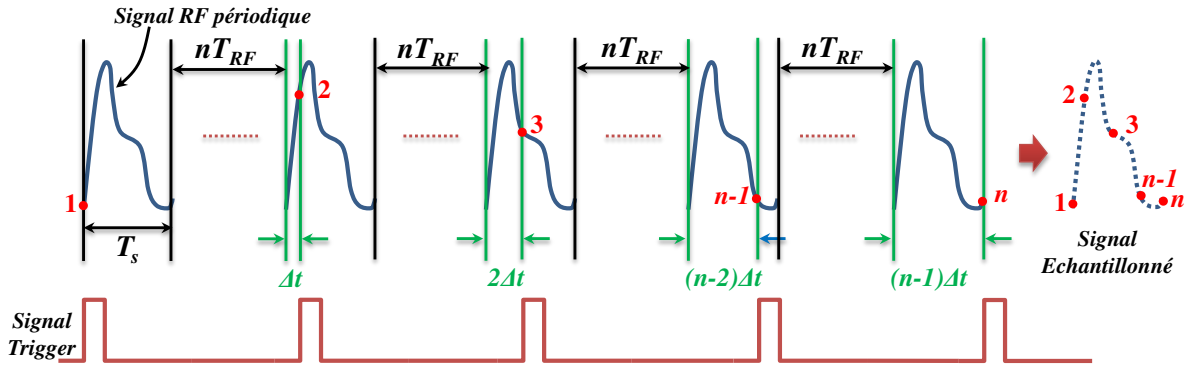 Signal RF périodique
nT_RF
nT_RF
nT_RF
nT_RF
1
2
3
n-1
n
T_s
Δt
2Δt
(n-2)Δt
(n-1)Δt
2
3
n-1
1
n
Signal
Echantillonné
Signal
Trigger